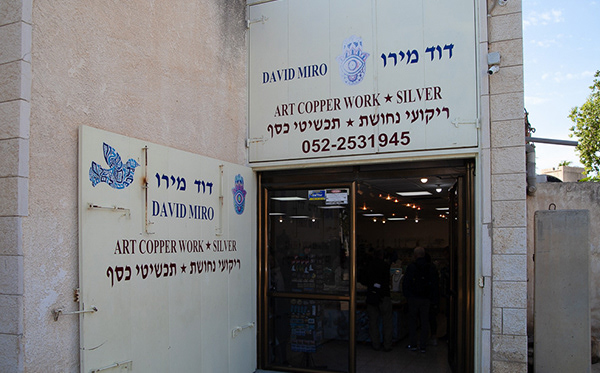 DAVID MIRO דוד מירו
ART COPPER WORK ★ SILVER
ריקועי נחושת ★ תכשיטי כסף
052-2531945
דוד מירו
DAVID MIRO
ART COPPER WORK ★ SILVER
ריקועי נחושת ★ תכשיטי כסף